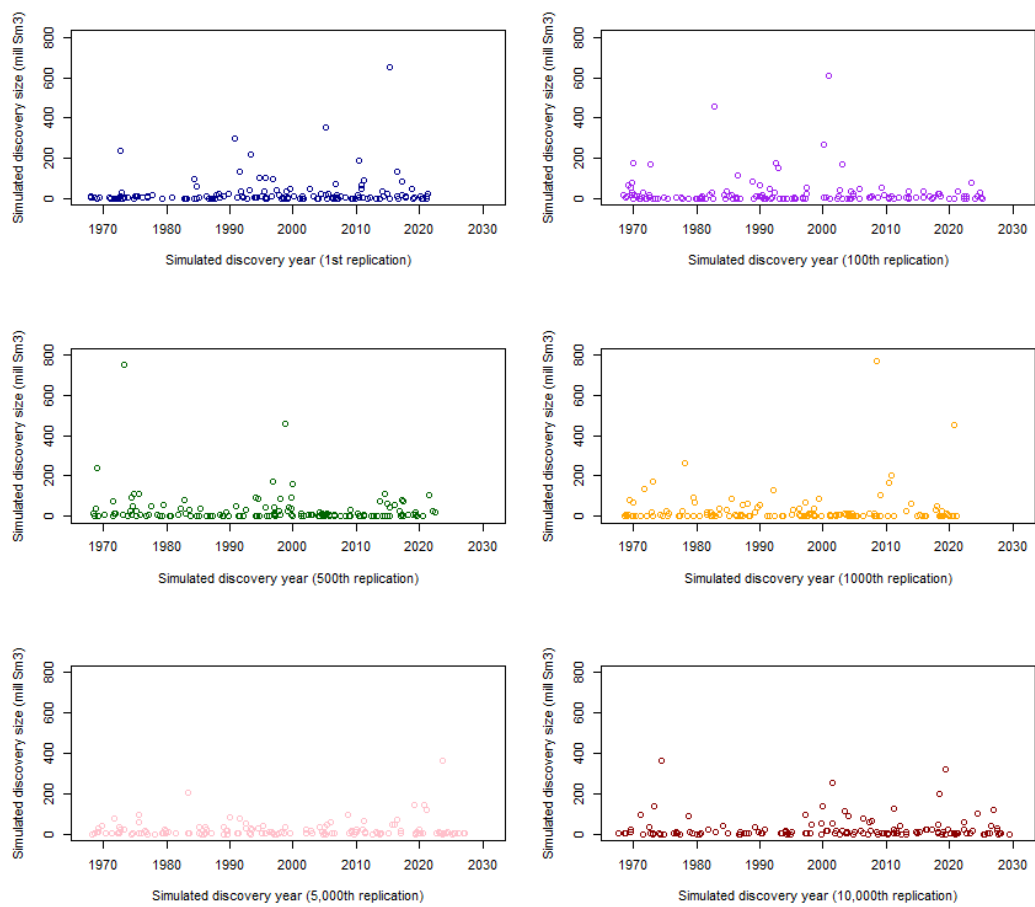 Simulated discovery size (mill Sm3)
800
600
400
200
0
1970 1980 1990 2000 2010 2020 2030
Simulated discovery year (1st replication)
Simulated discovery size (mill Sm3)
800
600
400
200
0
1970 1980 1990 2000 2010 2020 2030
Simulated discovery year (100th replication)
Simulated discovery size (mill Sm3)
800
600
400
200
0
1970 1980 1990 2000 2010 2020 2030
Simulated discovery year (500th replication)
Simulated discovery size (mill Sm3)
800
600
400
200
0
1970 1980 1990 2000 2010 2020 2030
Simulated discovery year (1000th replication)
Simulated discovery size (mill Sm3)
800
600
400
200
0
1970 1980 1990 2000 2010 2020 2030
Simulated discovery year (5,000th replication)
Simulated discovery size (mill Sm3)
800
600
400
200
0
1970 1980 1990 2000 2010 2020 2030
Simulated discovery year (10,000th replication)